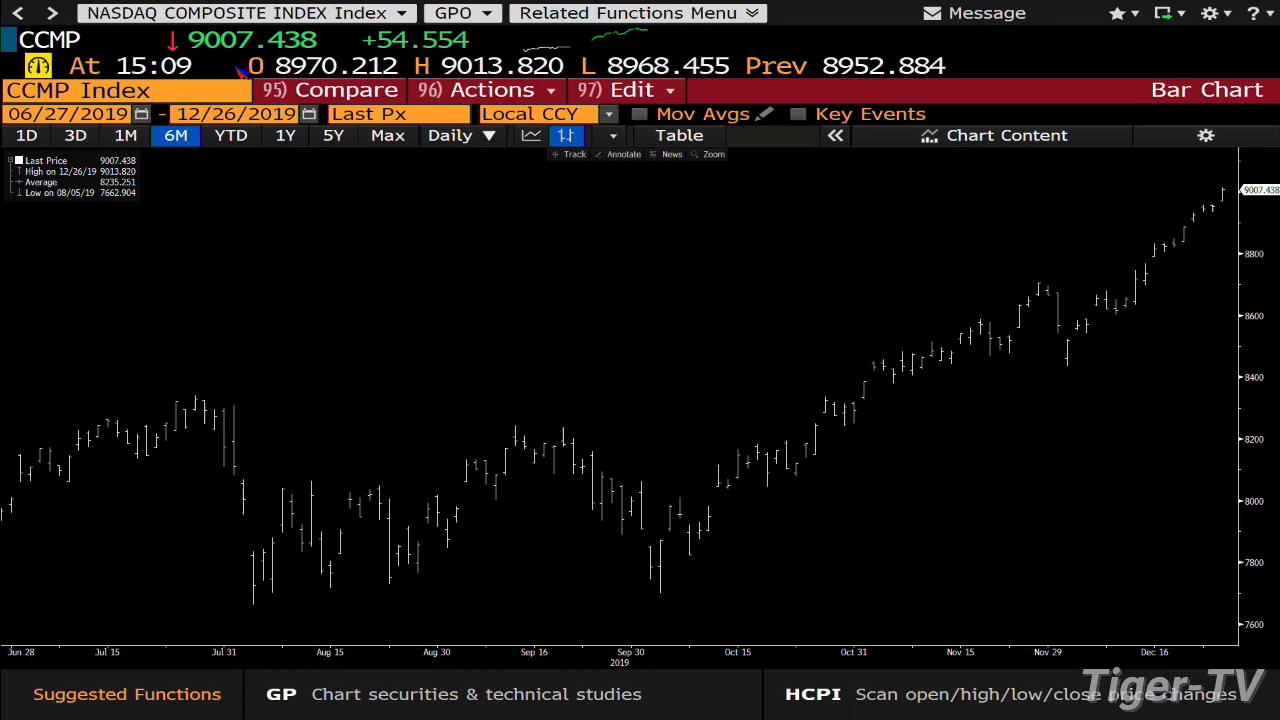 NASDAQ COMPOSITE INDEX Index GPO Related Functions Menu Message ?
CCMP 9007.438 +54.554
At 15:09 O 8970.212 H 9013.820 L 8968.455 Prev 8952.884
CCMP Index 95) Compare 96) Actions 97) Edit Bar Chart
06/27/2019 - 12/26/2019 Last Px Local CCY Mov Avgs Key Events
1D 3D 1M 6M YTD 1Y 5Y Max Daily Table Chart Content
Track Annotate News Zoom
Last Price 9007.438
High on 12/26/19 9013.820
Average 8235.251
Low on 08/05/19 7662.904
9007.438
8800
8600
8400
8200
8000
7800
7600
Jun 28 Jul 15 Jul 31 Aug 15 Aug 30 Sep 16 Sep 30 Oct 15 Oct 31 Nov 15 Nov 29 Dec 16
2019
Suggested Functions GP Chart securities & technical studies HCPI Scan open/high/low/close price changes
Tiger-TV